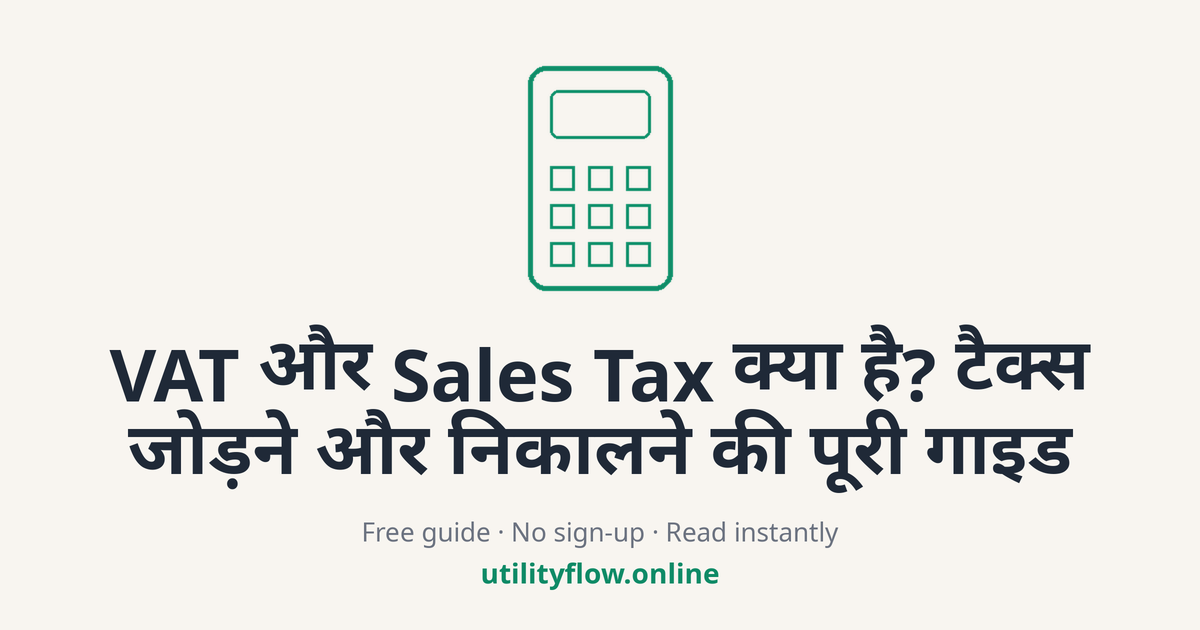 VAT और Sales Tax क्या है? टैक्स
जोड़ने और निकालने की पूरी गाइड
Free guide · No sign-up · Read instantly
utilityflow.online